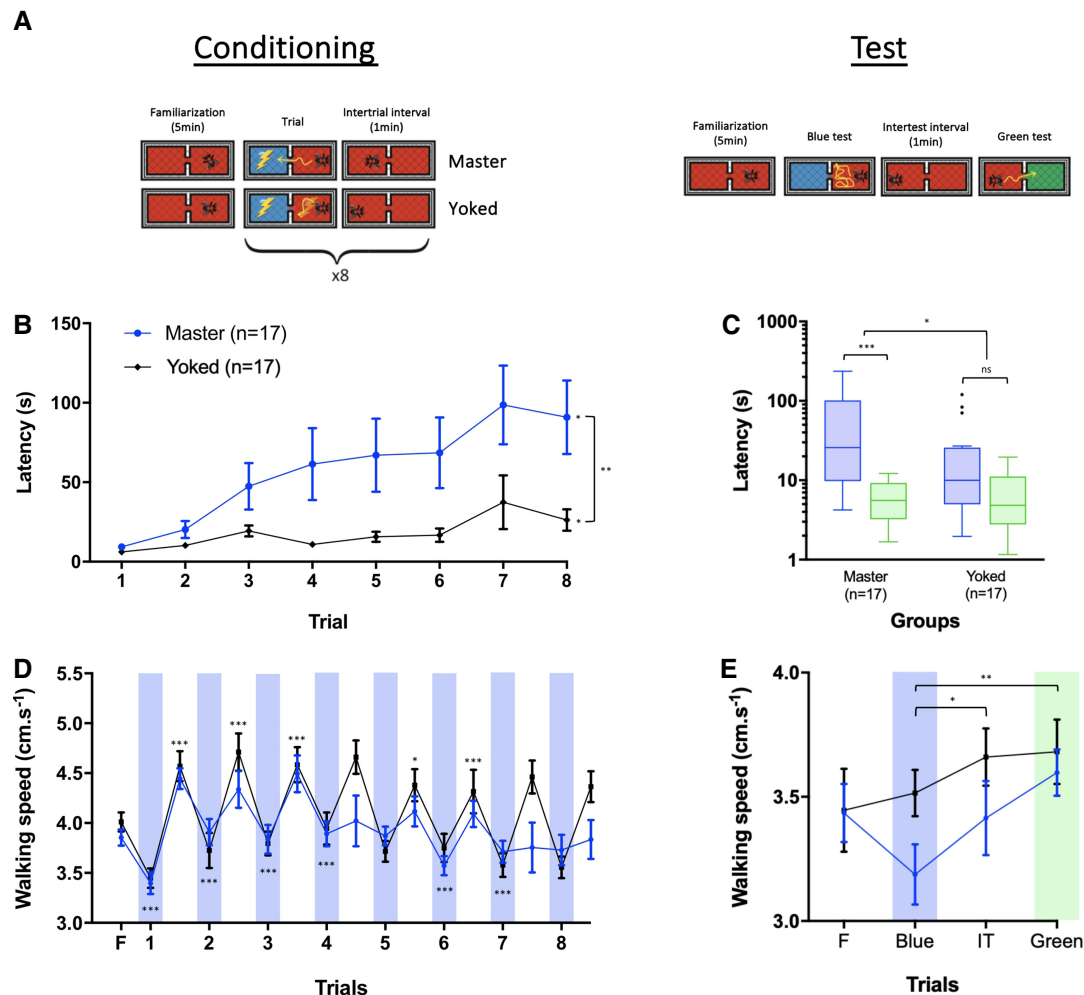 A
Conditioning
Test
Familiarization
(5min)
Trial
Intertrial interval
(1min)
Master
Yoked
x8
Familiarization
(5min)
Blue test
Intertest interval
(1min)
Green test
B
Master (n=17)
Yoked (n=17)
150
100
50
0
Latency (s)
1 2 3 4 5 6 7 8
Trial
*
*
**
C
1000
100
10
1
Latency (s)
*
***
ns
Master
(n=17)
Yoked
(n=17)
Groups
D
5.5
5.0
4.5
4.0
3.5
3.0
Walking speed (cm.s⁻¹)
*** *** *** * ***
*** *** *** *** *** ***
F 1 2 3 4 5 6 7 8
Trials
E
4.0
3.5
3.0
Walking speed (cm.s⁻¹)
**
*
F Blue IT Green
Trials